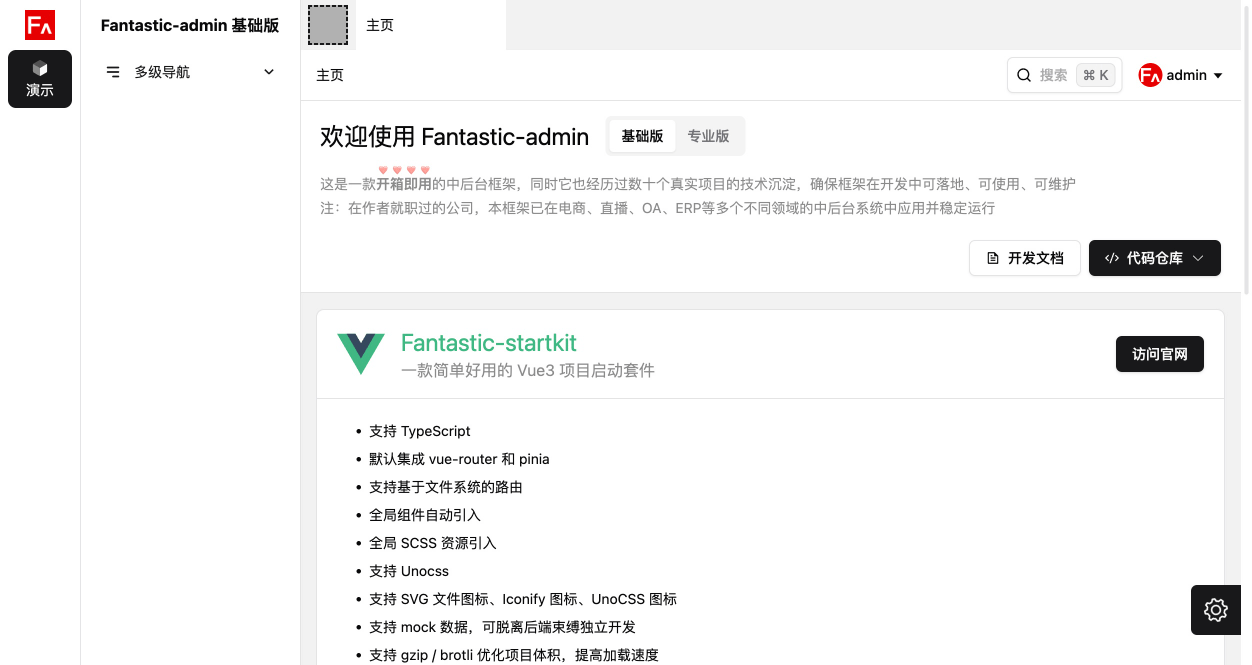 Fantastic-admin 基础版
主页
演示
多级导航
主页
搜索 ⌘ K
admin
欢迎使用 Fantastic-admin
基础版 专业版
这是一款开箱即用的中后台框架，同时它也经历过数十个真实项目的技术沉淀，确保框架在开发中可落地、可使用、可维护
注：在作者就职过的公司，本框架已在电商、直播、OA、ERP等多个不同领域的中后台系统中应用并稳定运行
开发文档
代码仓库
Fantastic-startkit
一款简单好用的 Vue3 项目启动套件
访问官网
• 支持 TypeScript
• 默认集成 vue-router 和 pinia
• 支持基于文件系统的路由
• 全局组件自动引入
• 全局 SCSS 资源引入
• 支持 Unocss
• 支持 SVG 文件图标、Iconify 图标、UnoCSS 图标
• 支持 mock 数据，可脱离后端束缚独立开发
• 支持 gzip / brotli 优化项目体积，提高加载速度